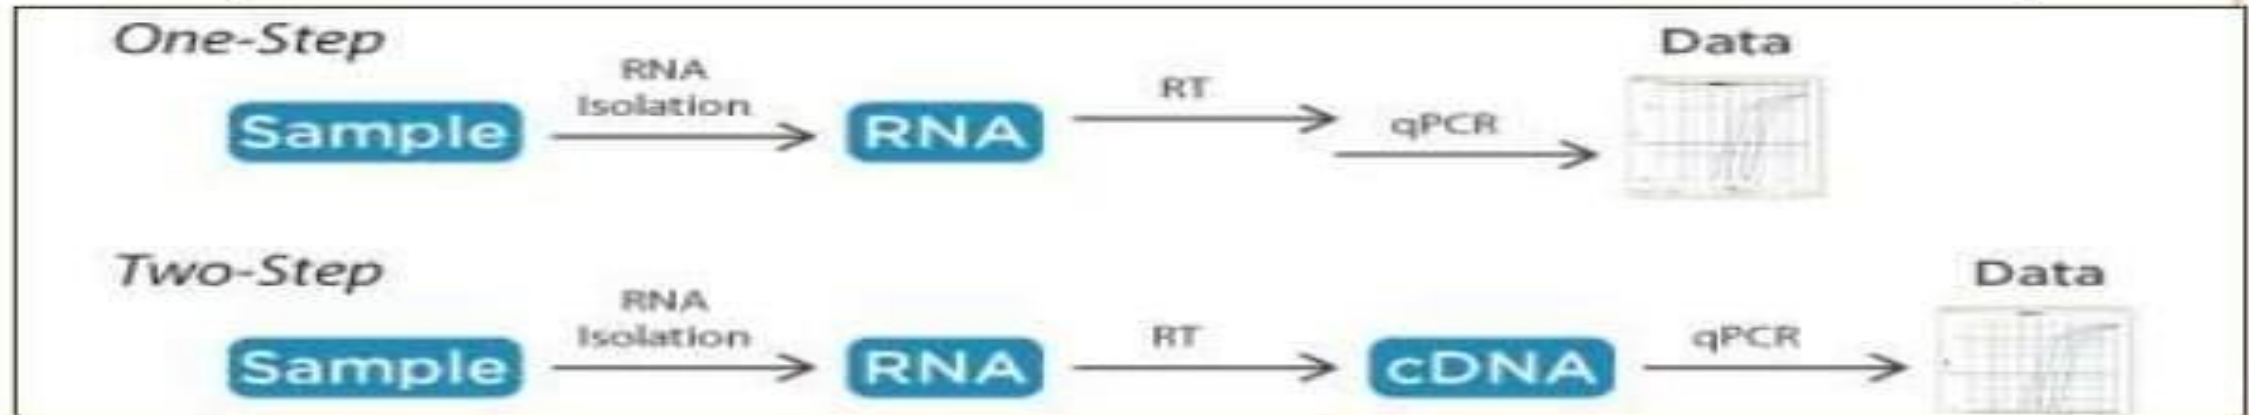 One-Step
Data
RNA
Isolation
RT
qPCR
Sample
RNA
Two-Step
Data
RNA
Isolation
RT
qPCR
Sample
RNA
cDNA